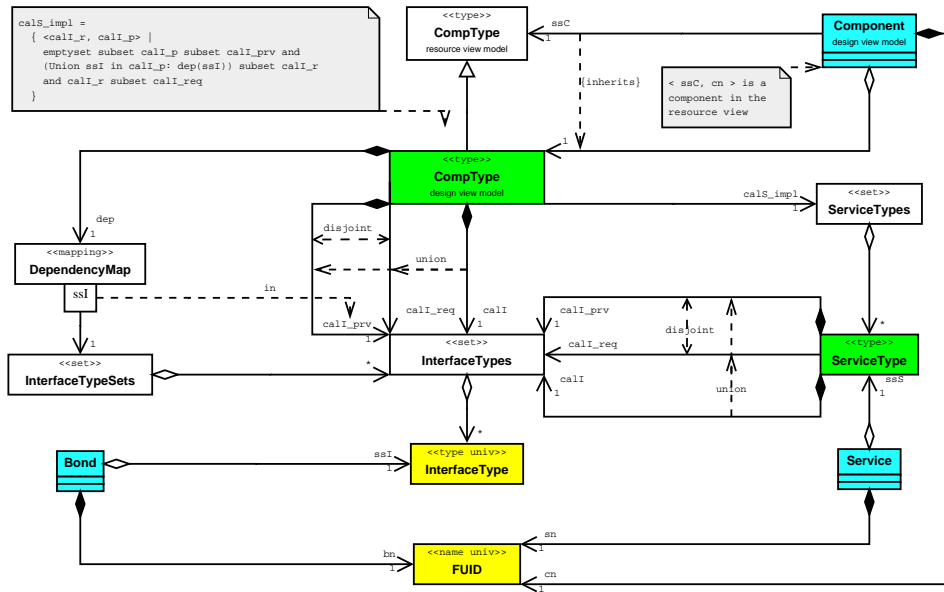 calS_impl =
{ <calI_r, calI_p> |
emptyset subset calI_p subset calI_prv and
(Union ssI in calI_p: dep(ssI)) subset calI_r
and calI_r subset calI_req
}
<<type>>
CompType
resource view model
ssC
1
Component
design view model
{inherits}
< ssC, cn > is a
component in the
resource view
1
<<type>>
CompType
design view model
calS_impl
1
<<set>>
ServiceTypes
dep
1
disjoint
union
<<mapping>>
DependencyMap
ssI
in
calI_prv
1
calI_req
1
calI
1
calI_prv
1
disjoint
*
<<set>>
InterfaceTypes
calI_req
calI
1
union
<<type>>
ServiceType
ssS
1
1
<<set>>
InterfaceTypeSets
*
*
Bond
ssI
1
<<type univ>>
InterfaceType
Service
bn
1
<<name univ>>
FUID
sn
1
cn
1